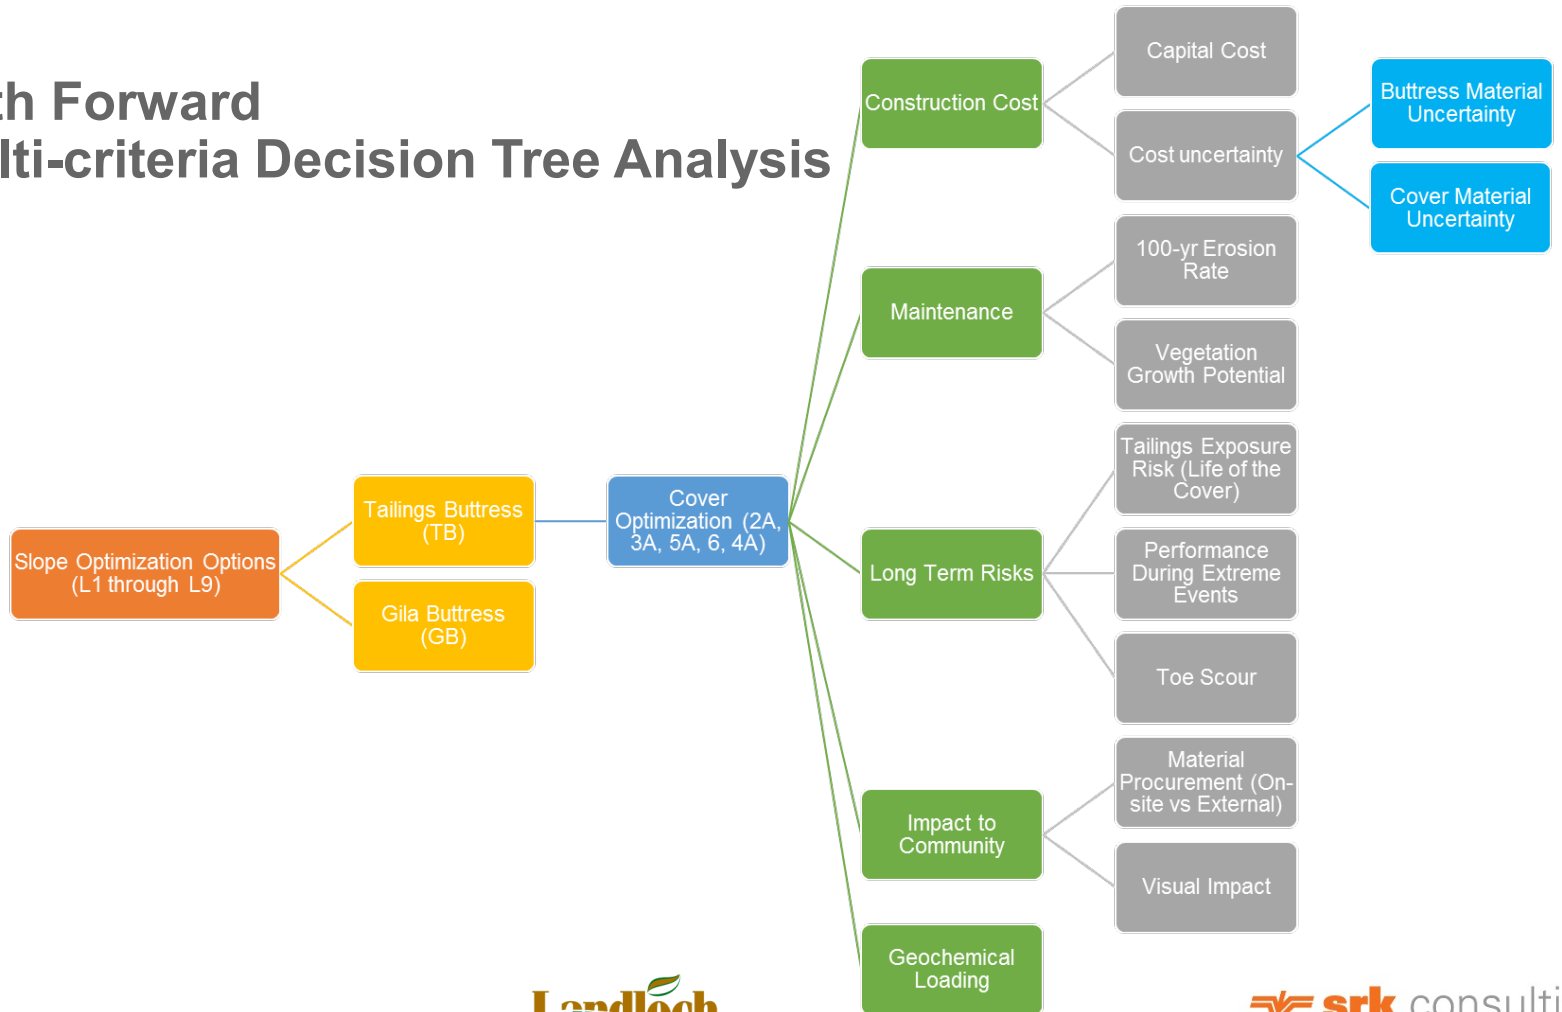 th Forward
lti-criteria Decision Tree Analysis
Slope Optimization Options
(L1 through L9)
Tailings Buttress
(TB)
Gila Buttress
(GB)
Cover
Optimization (2A,
3A, 5A, 6, 4A)
Construction Cost
Capital Cost
Cost uncertainty
Buttress Material
Uncertainty
Cover Material
Uncertainty
Maintenance
100-yr Erosion
Rate
Vegetation
Growth Potential
Long Term Risks
Tailings Exposure
Risk (Life of the
Cover)
Performance
During Extreme
Events
Toe Scour
Impact to
Community
Material
Procurement (On-
site vs External)
Visual Impact
Geochemical
Loading
Landloch
srk consulti